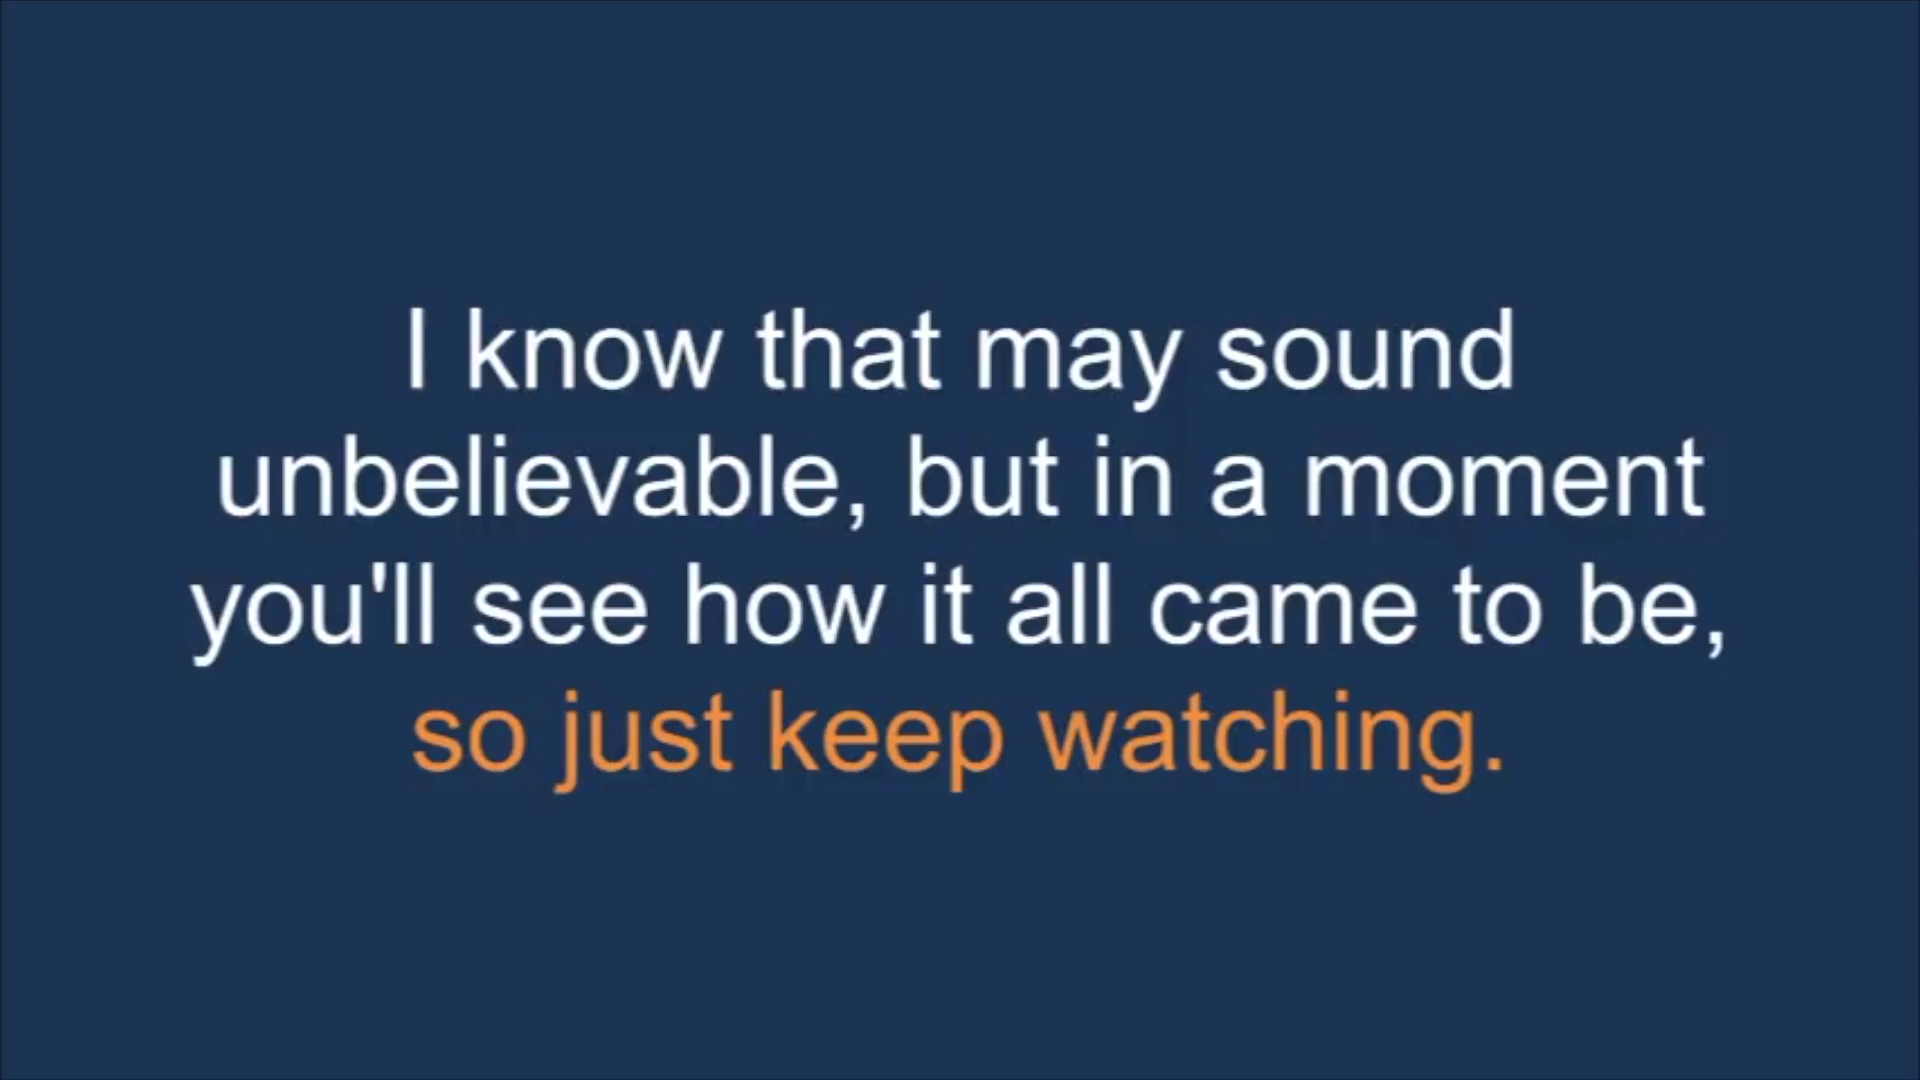 I know that may sound
unbelievable, but in a moment
you'll see how it all came to be,
so just keep watching.